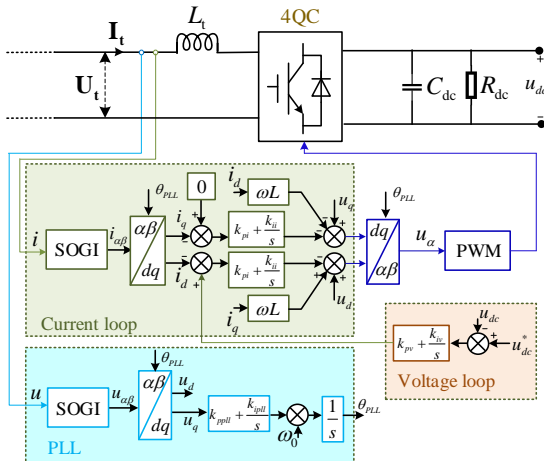 I_t
L_t
4QC
U_t
C_dc
R_dc
u_dc
+
-
i_d
ωL
u_q
θ_PLL
0
θ_PLL
i
SOGI
i_αβ
αβ
dq
i_q
i_d
k_pi + k_ii/s
k_pi + k_ii/s
dq
αβ
u_α
PWM
i_q
ωL
u_d
Current loop
u_dc
k_pv + k_iv/s
u_dc^*
Voltage loop
θ_PLL
u
SOGI
u_αβ
αβ
dq
u_d
u_q
k_ppll + k_ipll/s
ω_0
1/s
θ_PLL
PLL